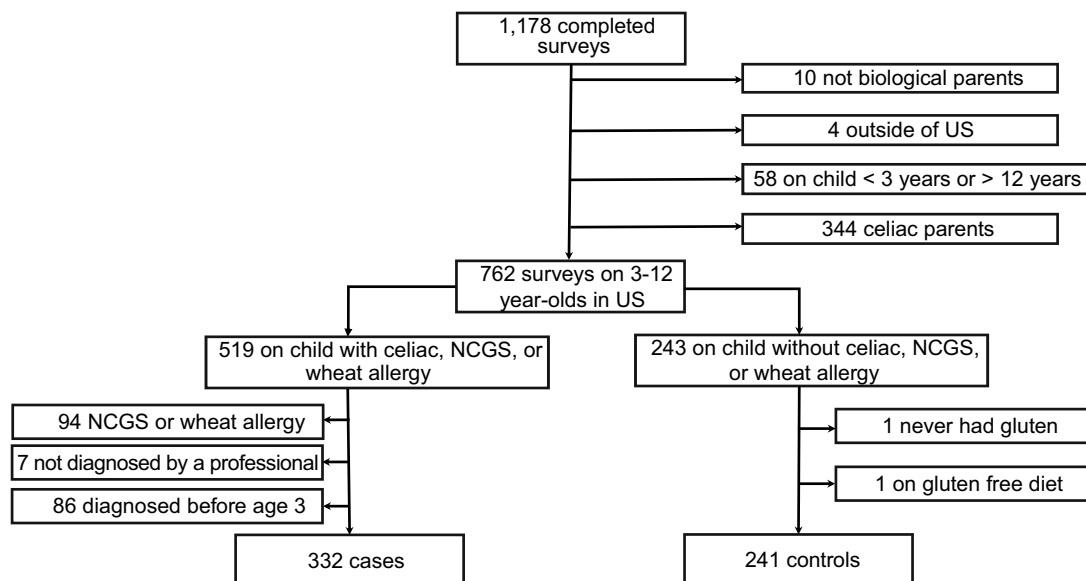 1,178 completed
surveys
10 not biological parents
4 outside of US
58 on child < 3 years or > 12 years
344 celiac parents
762 surveys on 3-12
year-olds in US
519 on child with celiac, NCGS, or
wheat allergy
243 on child without celiac, NCGS,
or wheat allergy
94 NCGS or wheat allergy
7 not diagnosed by a professional
86 diagnosed before age 3
1 never had gluten
1 on gluten free diet
332 cases
241 controls